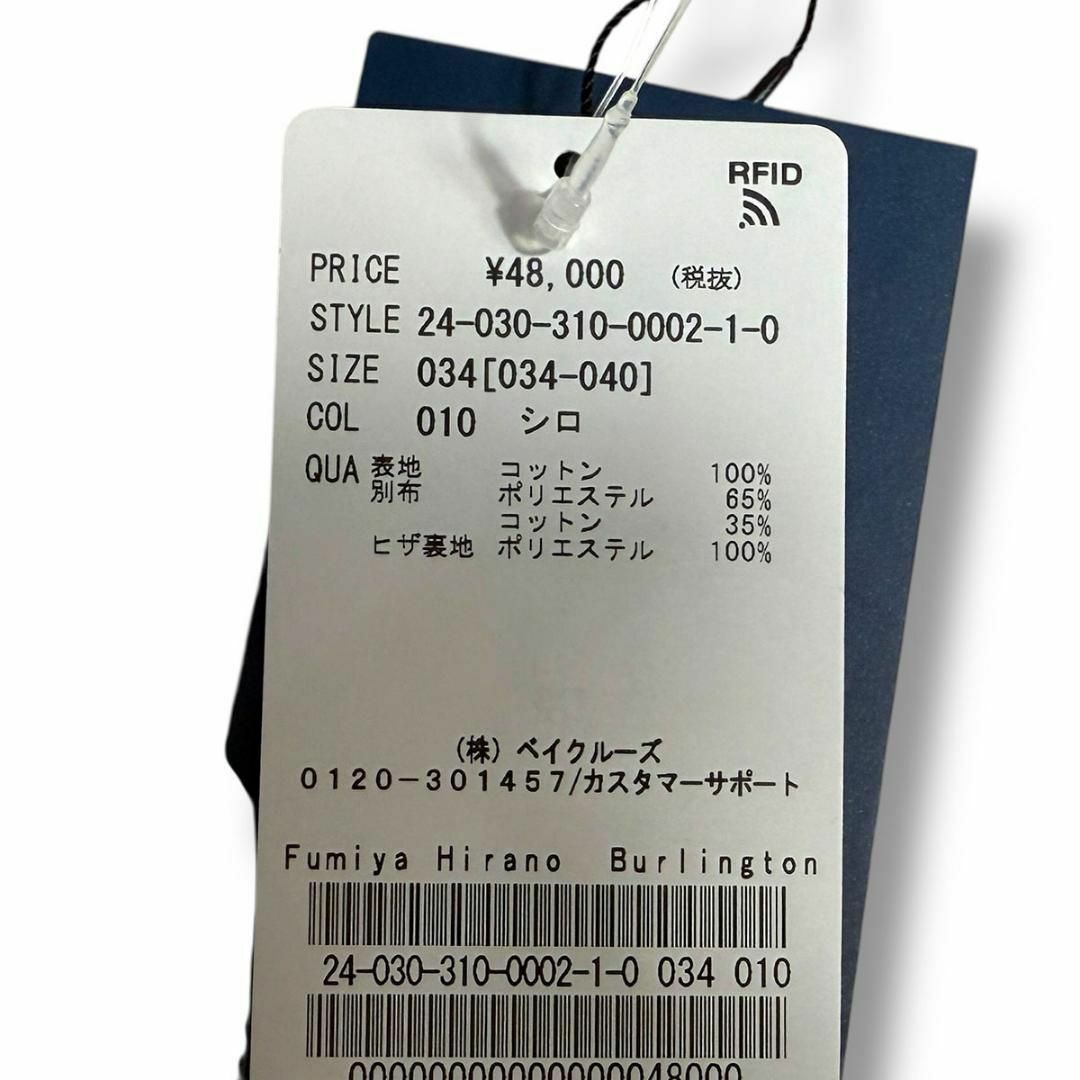 RFID
PRICE ¥48,000 (税抜)
STYLE 24-030-310-0002-1-0
SIZE 034[034-040]
COL 010 シロ
QUA 表地 コットン 100%
別布 ポリエステル 65%
コットン 35%
ヒザ裏地 ポリエステル 100%
(株)ベイクルーズ
0120-301457/カスタマーサポート
Fumiya Hirano Burlington
24-030-310-0002-1-0 034 010